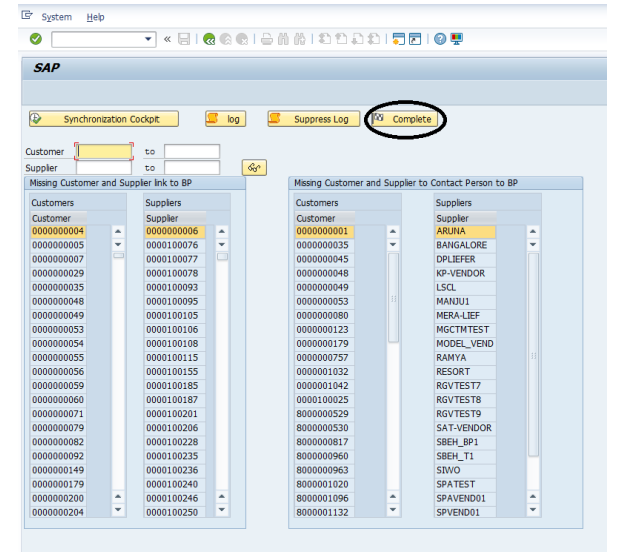 System Help
SAP
Synchronization Cockpit log Suppress Log Complete
Customer to
Supplier to
Missing Customer and Supplier link to BP Missing Customer and Supplier to Contact Person to BP
Customers Suppliers Customers Suppliers
Customer Supplier Customer Supplier
0000000004 0000000006 0000000001 ARUNA
0000000005 0000100076 0000000035 BANGALORE
0000000007 0000100077 0000000045 DPLIEFER
0000000029 0000100078 0000000048 KP-VENDOR
0000000035 0000100093 0000000049 LSCL
0000000048 0000100095 0000000053 MANJU1
0000000049 0000100105 0000000080 MERA-LIEF
0000000053 0000100106 0000000123 MGCTMTEST
0000000054 0000100108 0000000179 MODEL_VEND
0000000055 0000100115 0000000757 RAMYA
0000000056 0000100155 0000001032 RESORT
0000000059 0000100185 0000001042 RGVTEST7
0000000060 0000100187 0000100025 RGVTEST8
0000000071 0000100201 8000000529 RGVTEST9
0000000079 0000100206 8000000530 SAT-VENDOR
0000000082 0000100228 8000000817 SBEH_BP1
0000000092 0000100235 8000000960 SBEH_T1
0000000149 0000100236 8000000963 SIWO
0000000179 0000100240 8000001020 SPATEST
0000000200 0000100246 8000001096 SPAVEND01
0000000204 0000100250 8000001132 SPVEND01